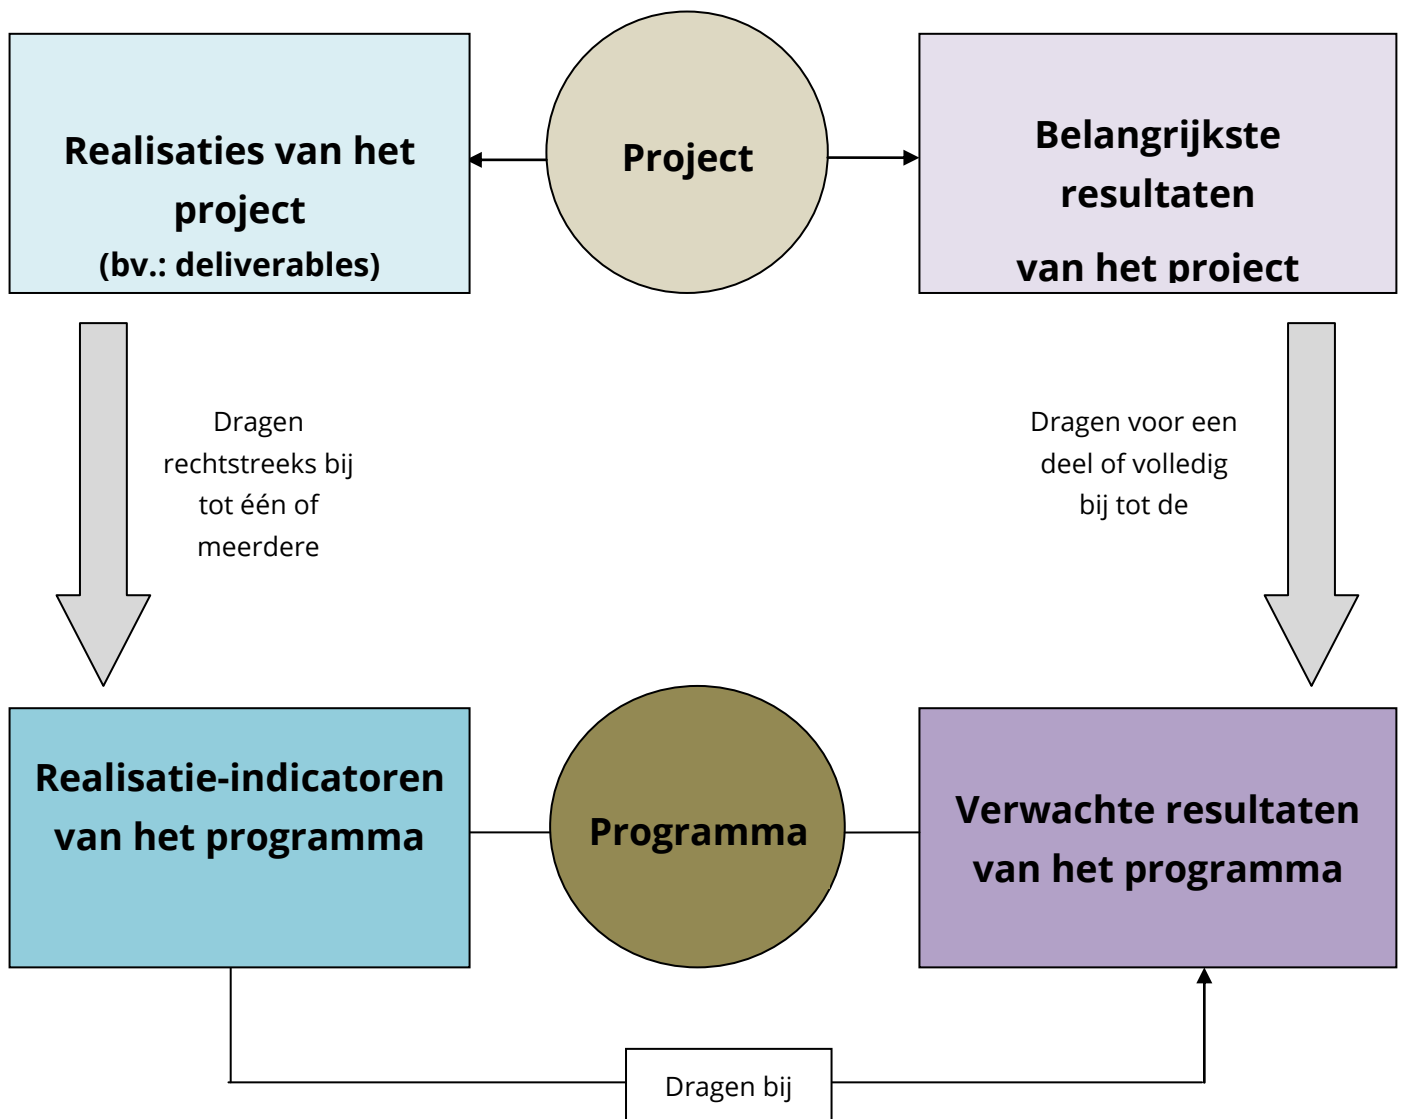 Realisaties van het
project
(bv.: deliverables)
Project
Belangrijkste
resultaten
van het project
Dragen
rechtstreeks bij
tot één of
meerdere
Dragen voor een
deel of volledig
bij tot de
Realisatie-indicatoren
van het programma
Programma
Verwachte resultaten
van het programma
Dragen bij